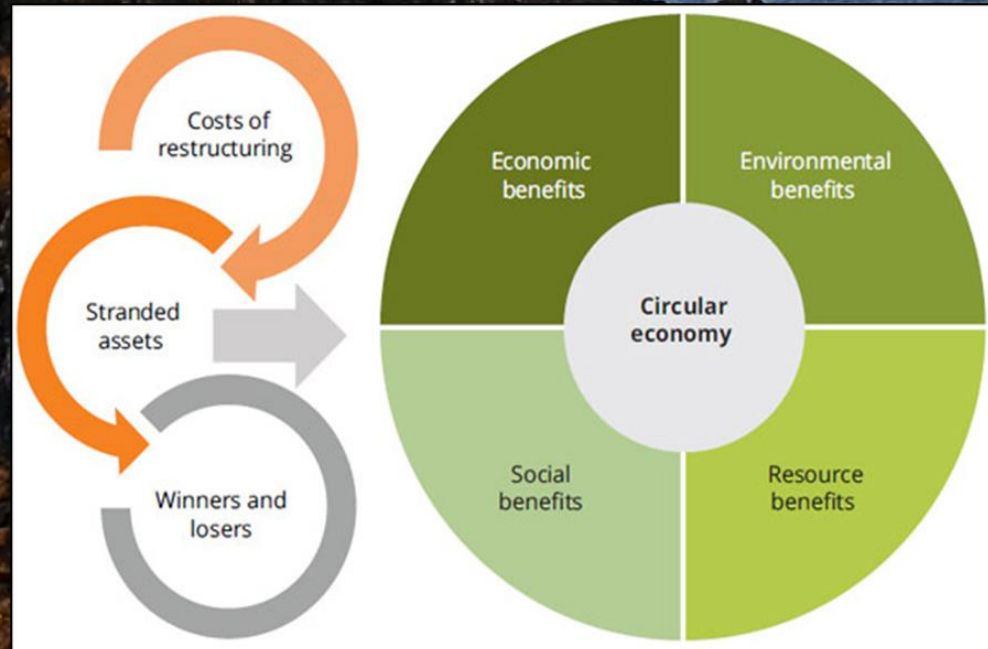 Costs of
restructuring
Stranded
assets
Winners and
losers
Economic
benefits
Environmental
benefits
Circular
economy
Social
benefits
Resource
benefits